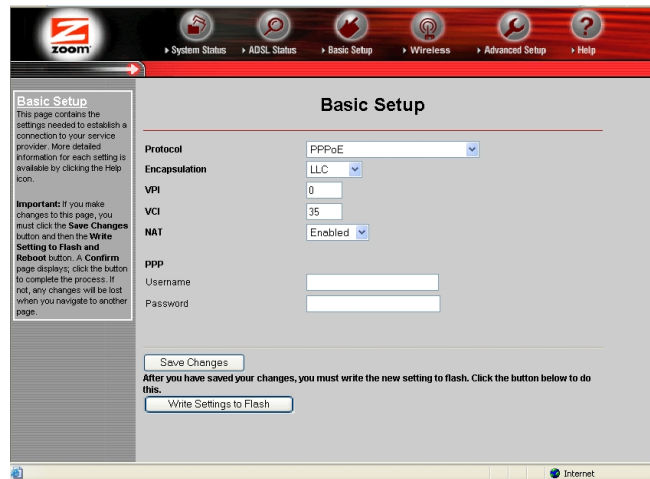 zoom
System Status
ADSL Status
Basic Setup
Wireless
Advanced Setup
Help
Basic Setup
This page contains the
settings needed to establish a
connection to your service
provider. More detailed
information for each setting is
available by clicking the Help
icon.
Important: If you make
changes to this page, you
must click the Save Changes
button and then the Write
Setting to Flash and
Reboot button. A Confirm
page displays; click the button
to complete the process. If
not, any changes will be lost
when you navigate to another
page.
Basic Setup
Protocol PPPoE
Encapsulation LLC
VPI 0
VCI 35
NAT Enabled
PPP
Username
Password
Save Changes
After you have saved your changes, you must write the new setting to flash. Click the button below to do
this.
Write Settings to Flash
Internet